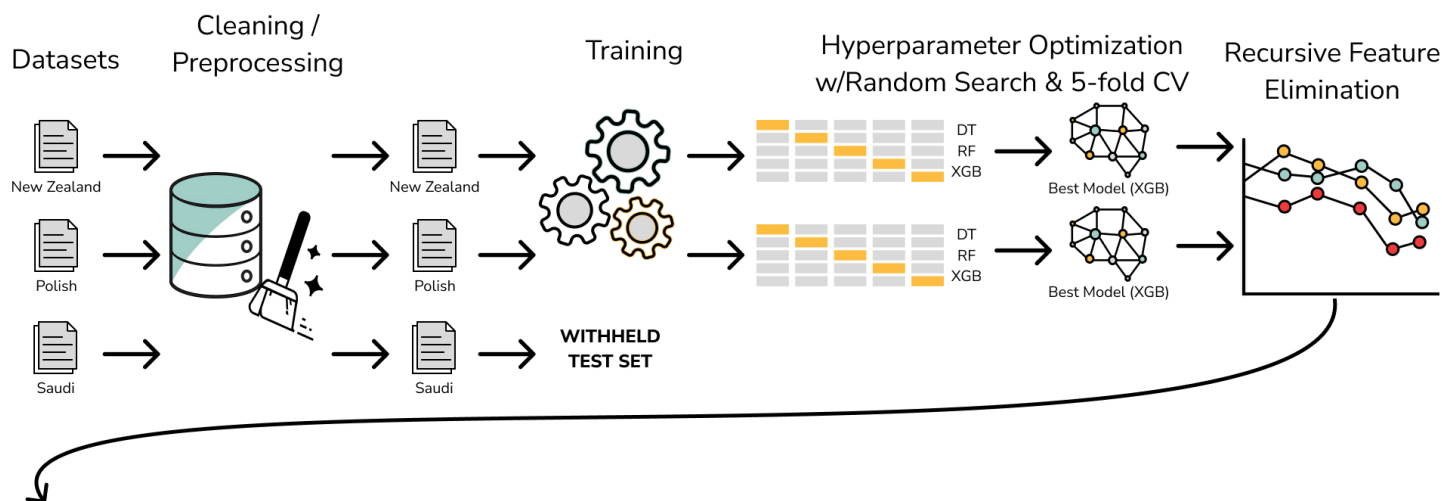 Datasets
Cleaning /
Preprocessing
Training
Hyperparameter Optimization
w/Random Search & 5-fold CV
Recursive Feature
Elimination
New Zealand
New Zealand
DT
RF
XGB
Best Model (XGB)
Polish
Polish
DT
RF
XGB
Best Model (XGB)
Saudi
Saudi
WITHHELD
TEST SET